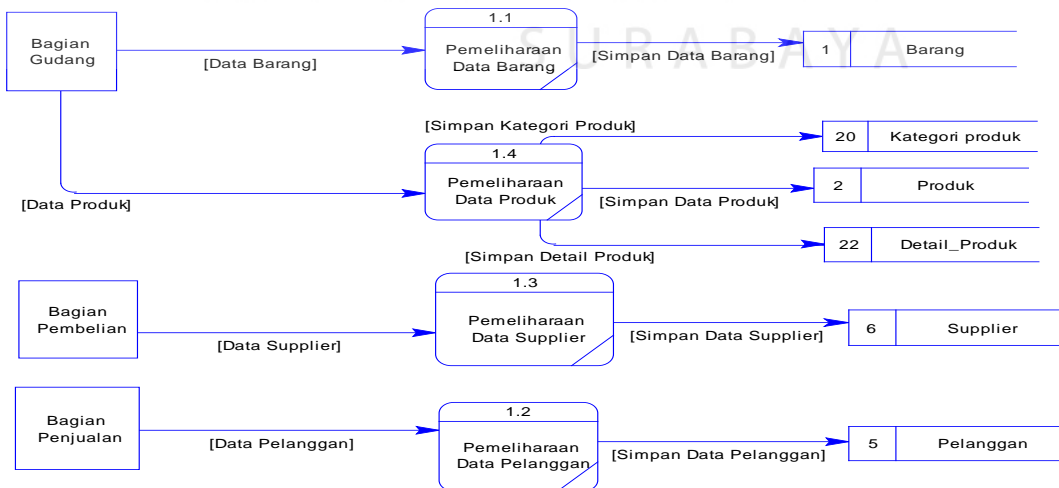 SURABAYA
1.1
Bagian
Gudang
[Data Barang]
Pemeliharaan
Data Barang
[Simpan Data Barang]
1 Barang
[Simpan Kategori Produk]
20 Kategori produk
1.4
Pemeliharaan
Data Produk
[Data Produk]
[Simpan Data Produk]
2 Produk
[Simpan Detail Produk]
22 Detail_Produk
1.3
Bagian
Pembelian
[Data Supplier]
Pemeliharaan
Data Supplier
[Simpan Data Supplier]
6 Supplier
1.2
Bagian
Penjualan
[Data Pelanggan]
Pemeliharaan
Data Pelanggan
[Simpan Data Pelanggan]
5 Pelanggan